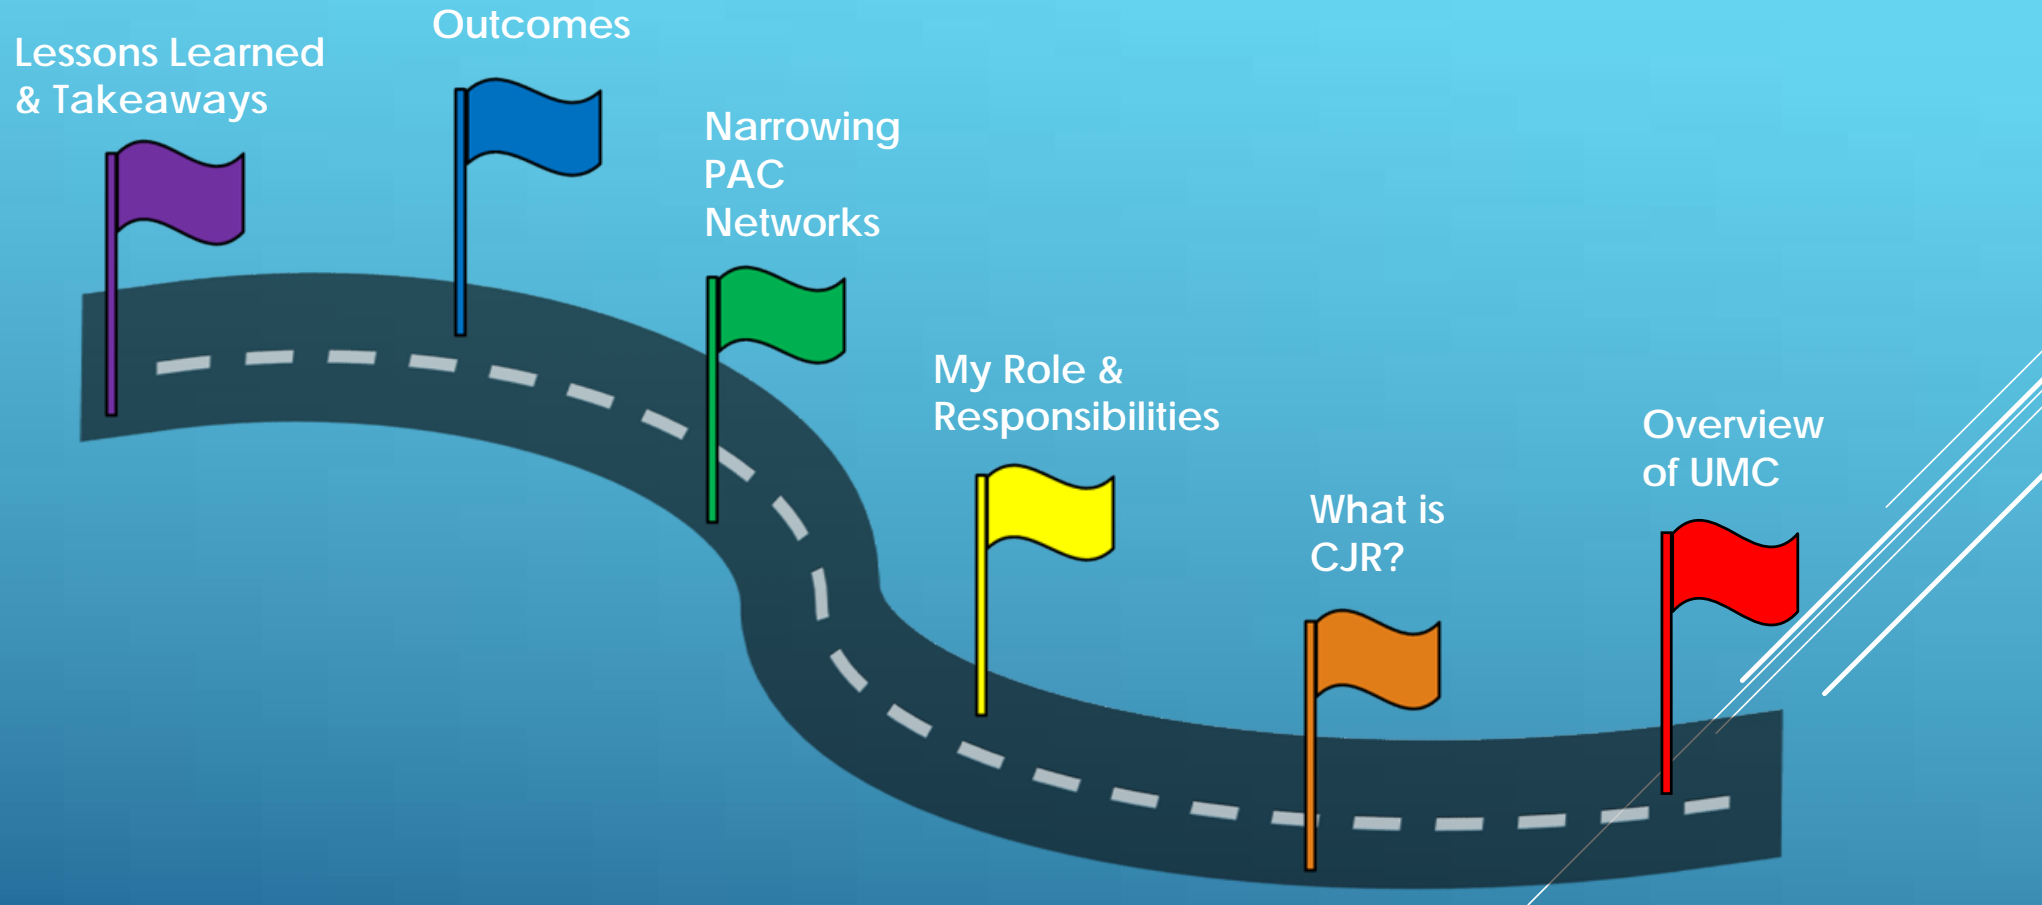 Lessons Learned
& Takeaways
Outcomes
Narrowing
PAC
Networks
My Role &
Responsibilities
What is
CJR?
Overview
of UMC